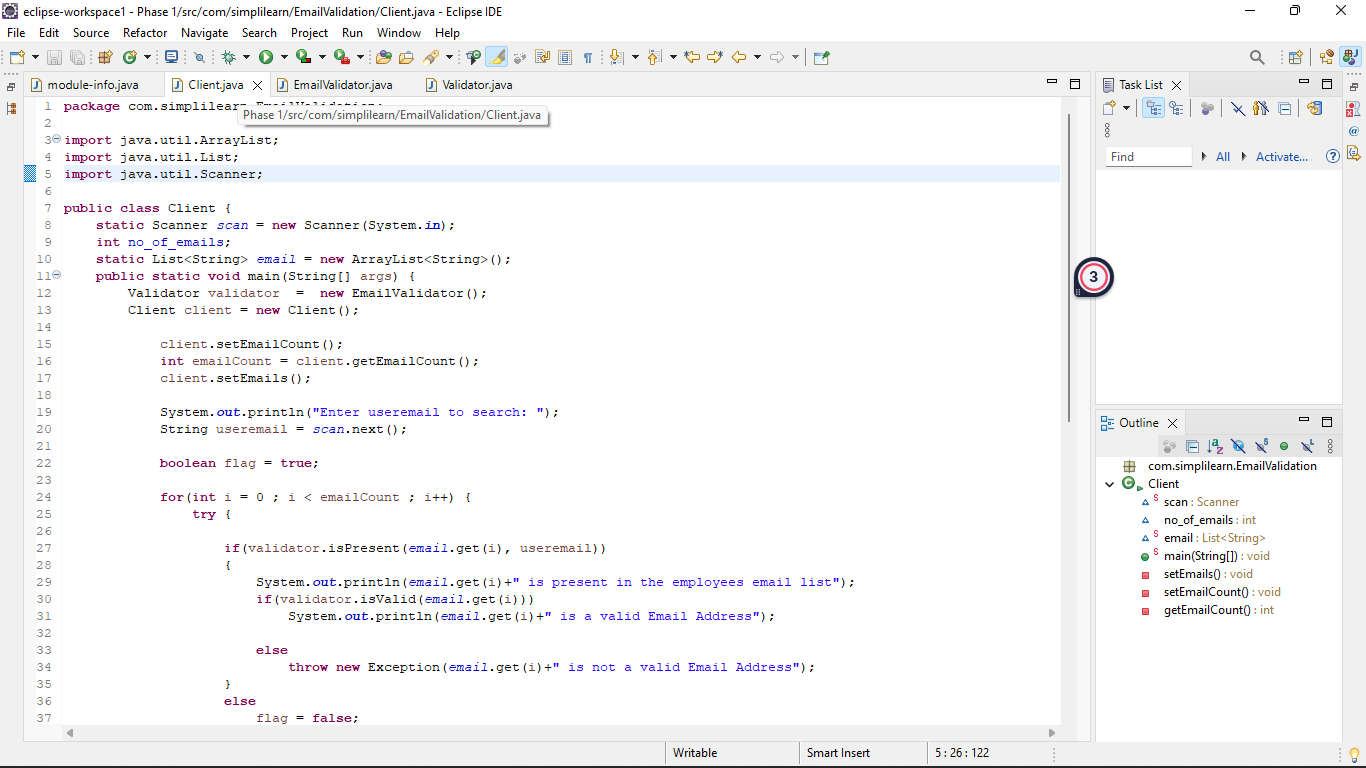 eclipse-workspace1 - Phase 1/src/com/simplilearn/EmailValidation/Client.java - Eclipse IDE
File Edit Source Refactor Navigate Search Project Run Window Help
module-info.java Client.java EmailValidator.java Validator.java
1 package com.simplilearn.EmailValidation;
Phase 1/src/com/simplilearn/EmailValidation/Client.java
2
3 import java.util.ArrayList;
4 import java.util.List;
5 import java.util.Scanner;
6
7 public class Client {
8 static Scanner scan = new Scanner(System.in);
9 int no_of_emails;
10 static List<String> email = new ArrayList<String>();
11 public static void main(String[] args) {
12 Validator validator  =  new EmailValidator();
13 Client client = new Client();
14
15 client.setEmailCount();
16 int emailCount = client.getEmailCount();
17 client.setEmails();
18
19 System.out.println("Enter useremail to search: ");
20 String useremail = scan.next();
21
22 boolean flag = true;
23
24 for(int i = 0 ; i < emailCount ; i++) {
25 try {
26
27 if(validator.isPresent(email.get(i), useremail))
28 {
29 System.out.println(email.get(i)+" is present in the employees email list");
30 if(validator.isValid(email.get(i)))
31 System.out.println(email.get(i)+" is a valid Email Address");
32
33 else
34 throw new Exception(email.get(i)+" is not a valid Email Address");
35 }
36 else
37 flag = false;
Task List
Find All Activate...
3
Outline
com.simplilearn.EmailValidation
Client
scan : Scanner
no_of_emails : int
email : List<String>
main(String[]) : void
setEmails() : void
setEmailCount() : void
getEmailCount() : int
Writable Smart Insert 5 : 26 : 122